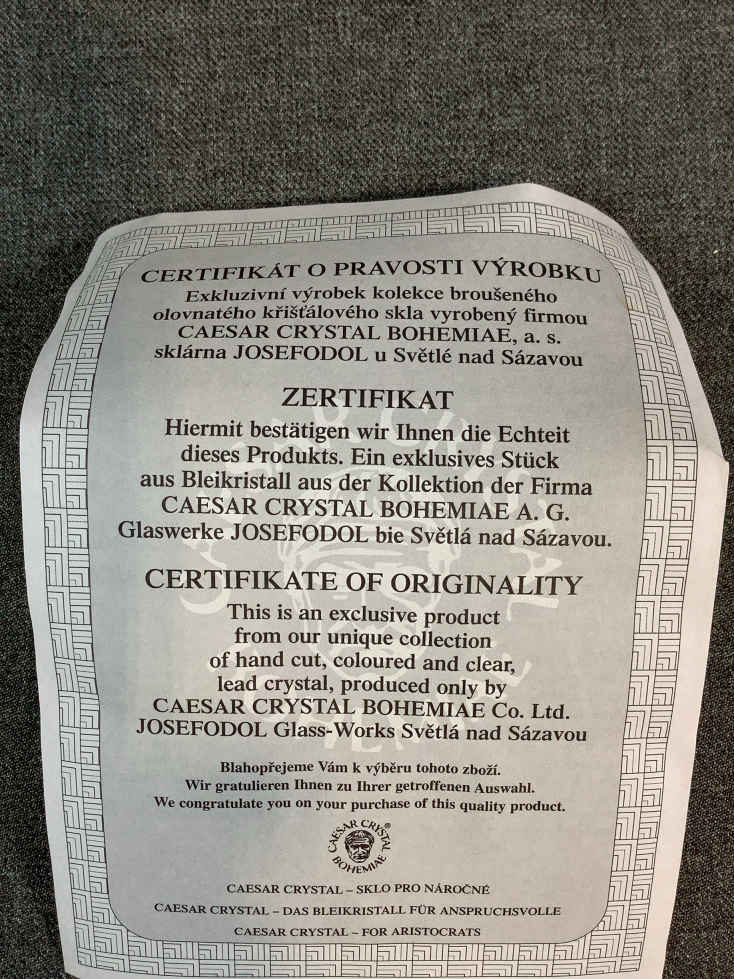 CERTIFIKÁT O PRAVOSTI VÝROBKU
Exkluzivní výrobek kolekce broušeného
olovnatého křišťálového skla vyrobený firmou
CAESAR CRYSTAL BOHEMIAE, a. s.
sklárna JOSEFODOL u Světlé nad Sázavou
ZERTIFIKAT
Hiermit bestätigen wir Ihnen die Echteit
dieses Produkts. Ein exklusives Stück
aus Bleikristall aus der Kollektion der Firma
CAESAR CRYSTAL BOHEMIAE A. G.
Glaswerke JOSEFODOL bie Světlá nad Sázavou.
CERTIFIKATE OF ORIGINALITY
This is an exclusive product
from our unique collection
of hand cut, coloured and clear,
lead crystal, produced only by
CAESAR CRYSTAL BOHEMIAE Co. Ltd.
JOSEFODOL Glass-Works Světlá nad Sázavou
Blahopřejeme Vám k výběru tohoto zboží.
Wir gratulieren Ihnen zu Ihrer getroffenen Auswahl.
We congratulate you on your purchase of this quality product.
CAESAR CRYSTAL ®
BOHEMIAE
CAESAR CRYSTAL – SKLO PRO NÁROČNÉ
CAESAR CRYSTAL – DAS BLEIKRISTALL FÜR ANSPRUCHSVOLLE
CAESAR CRYSTAL – FOR ARISTOCRATS
CAESAR CRYSTAL
BOHEMIAE